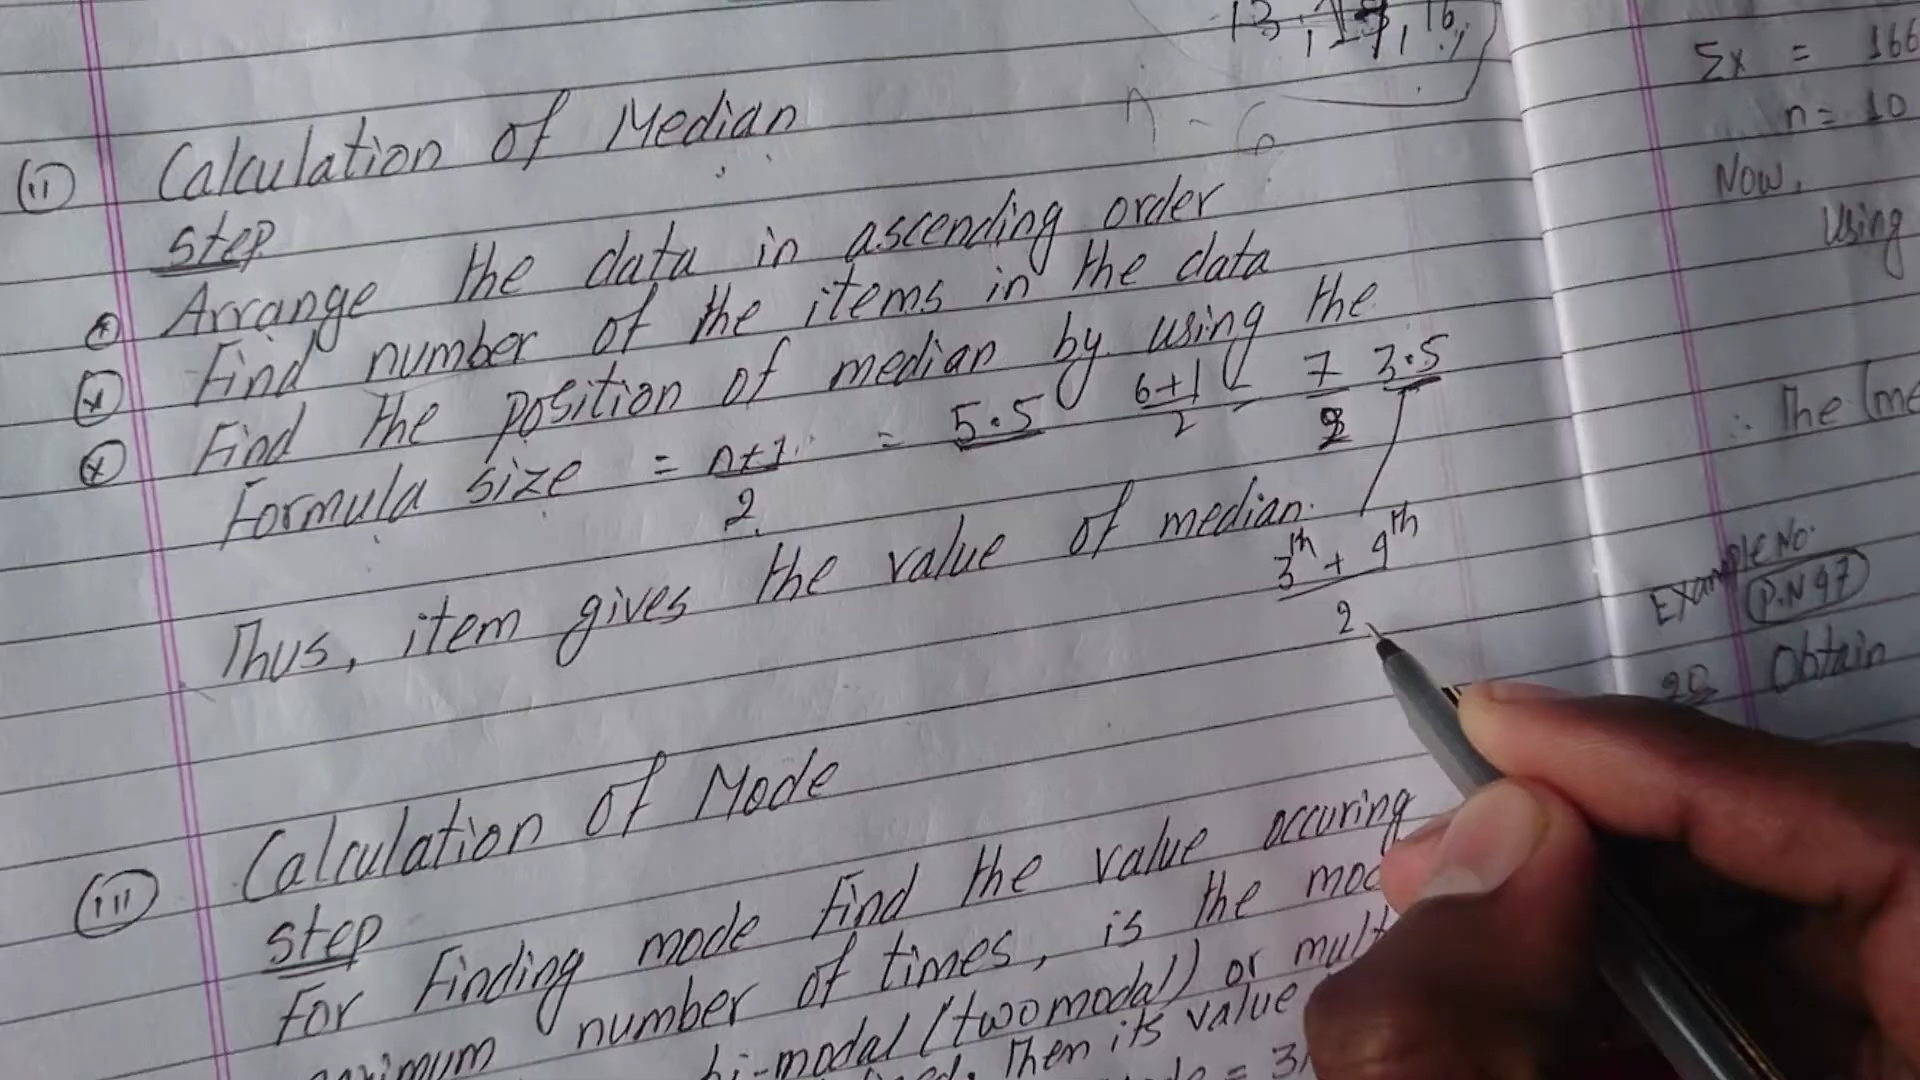 13, 17, 16,
n - 6
(ii) Calculation of Median
Step
Arrange the data in ascending order
Find number of the items in the data
Find the position of median by using the
Formula size = n+1/2 = 5.5 6+1/2 = 7/2 3.5
Thus, item gives the value of median.
3th + 4th
2
(iii) Calculation of Mode
Step
For Finding mode Find the value occuring
number of times, is the
bi-modal (two modal) or
Then its value
= 3
Σx = 166
n = 10
Now,
Using
∴ The
Example No.
P.N 97
20 Obtain